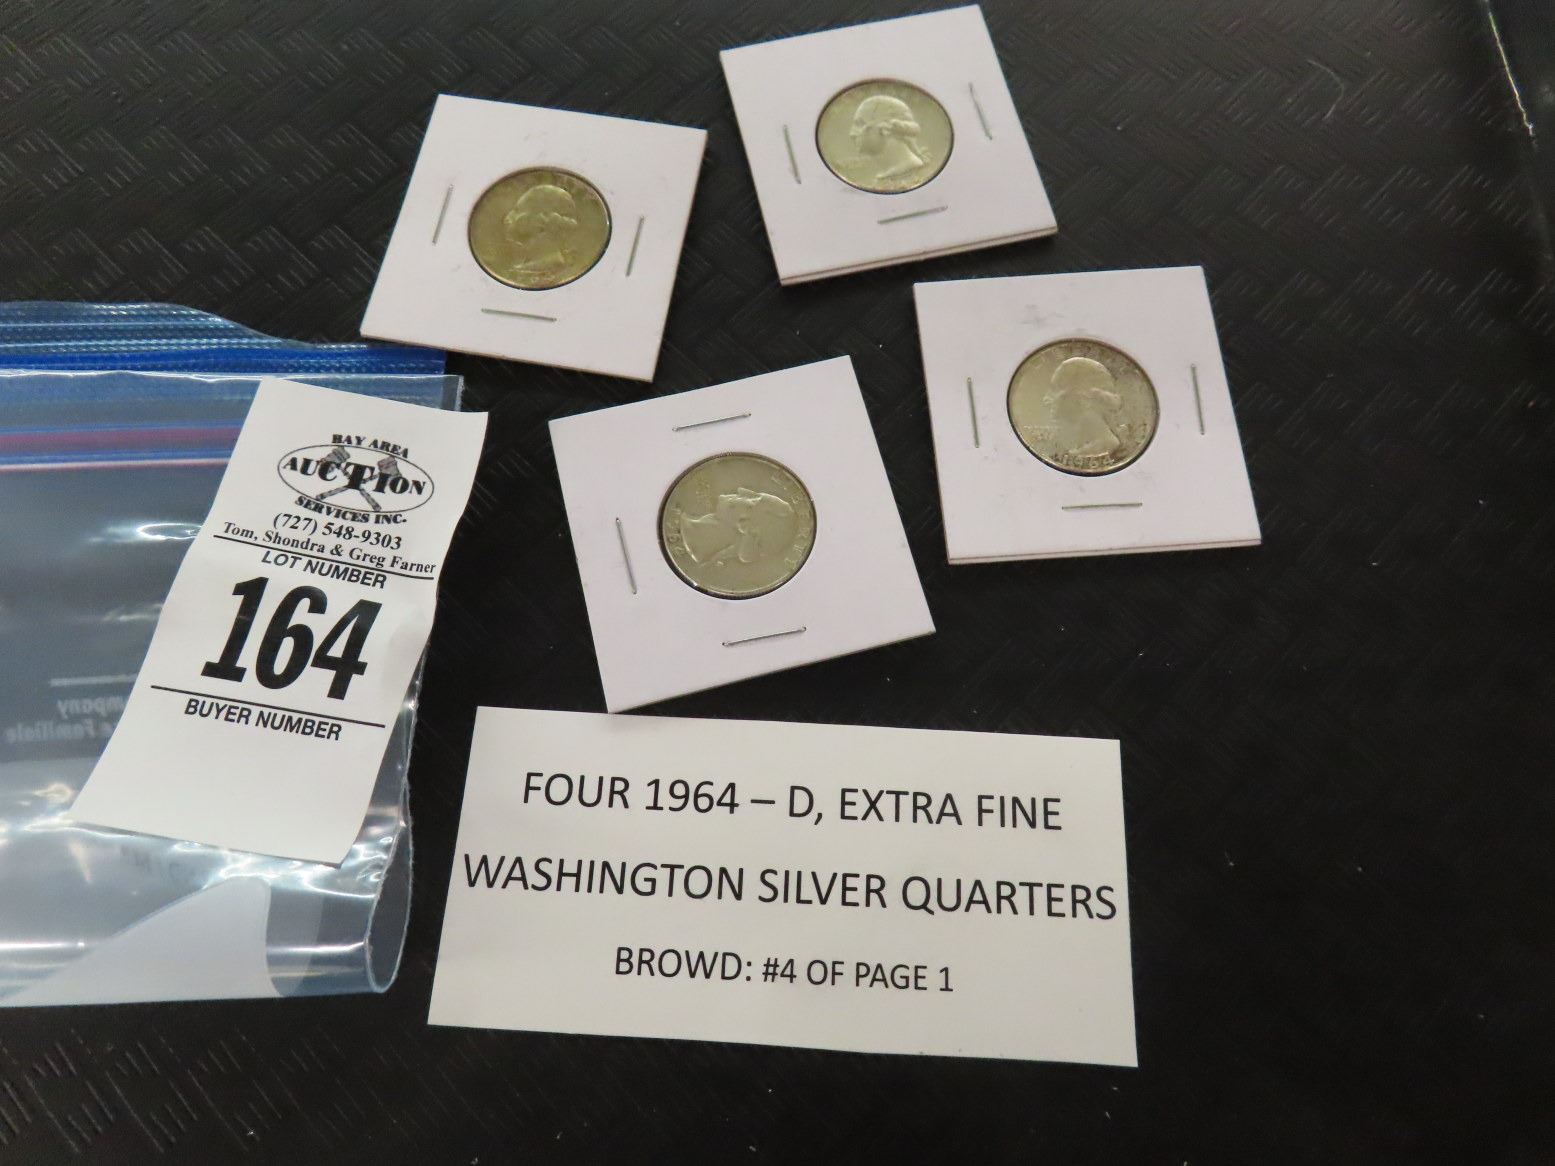 BAY AREA
AUCTION
SERVICES INC.
(727) 548-9303
Tom, Shondra & Greg Farner
LOT NUMBER
164
BUYER NUMBER
FOUR 1964 – D, EXTRA FINE
WASHINGTON SILVER QUARTERS
BROWD: #4 OF PAGE 1